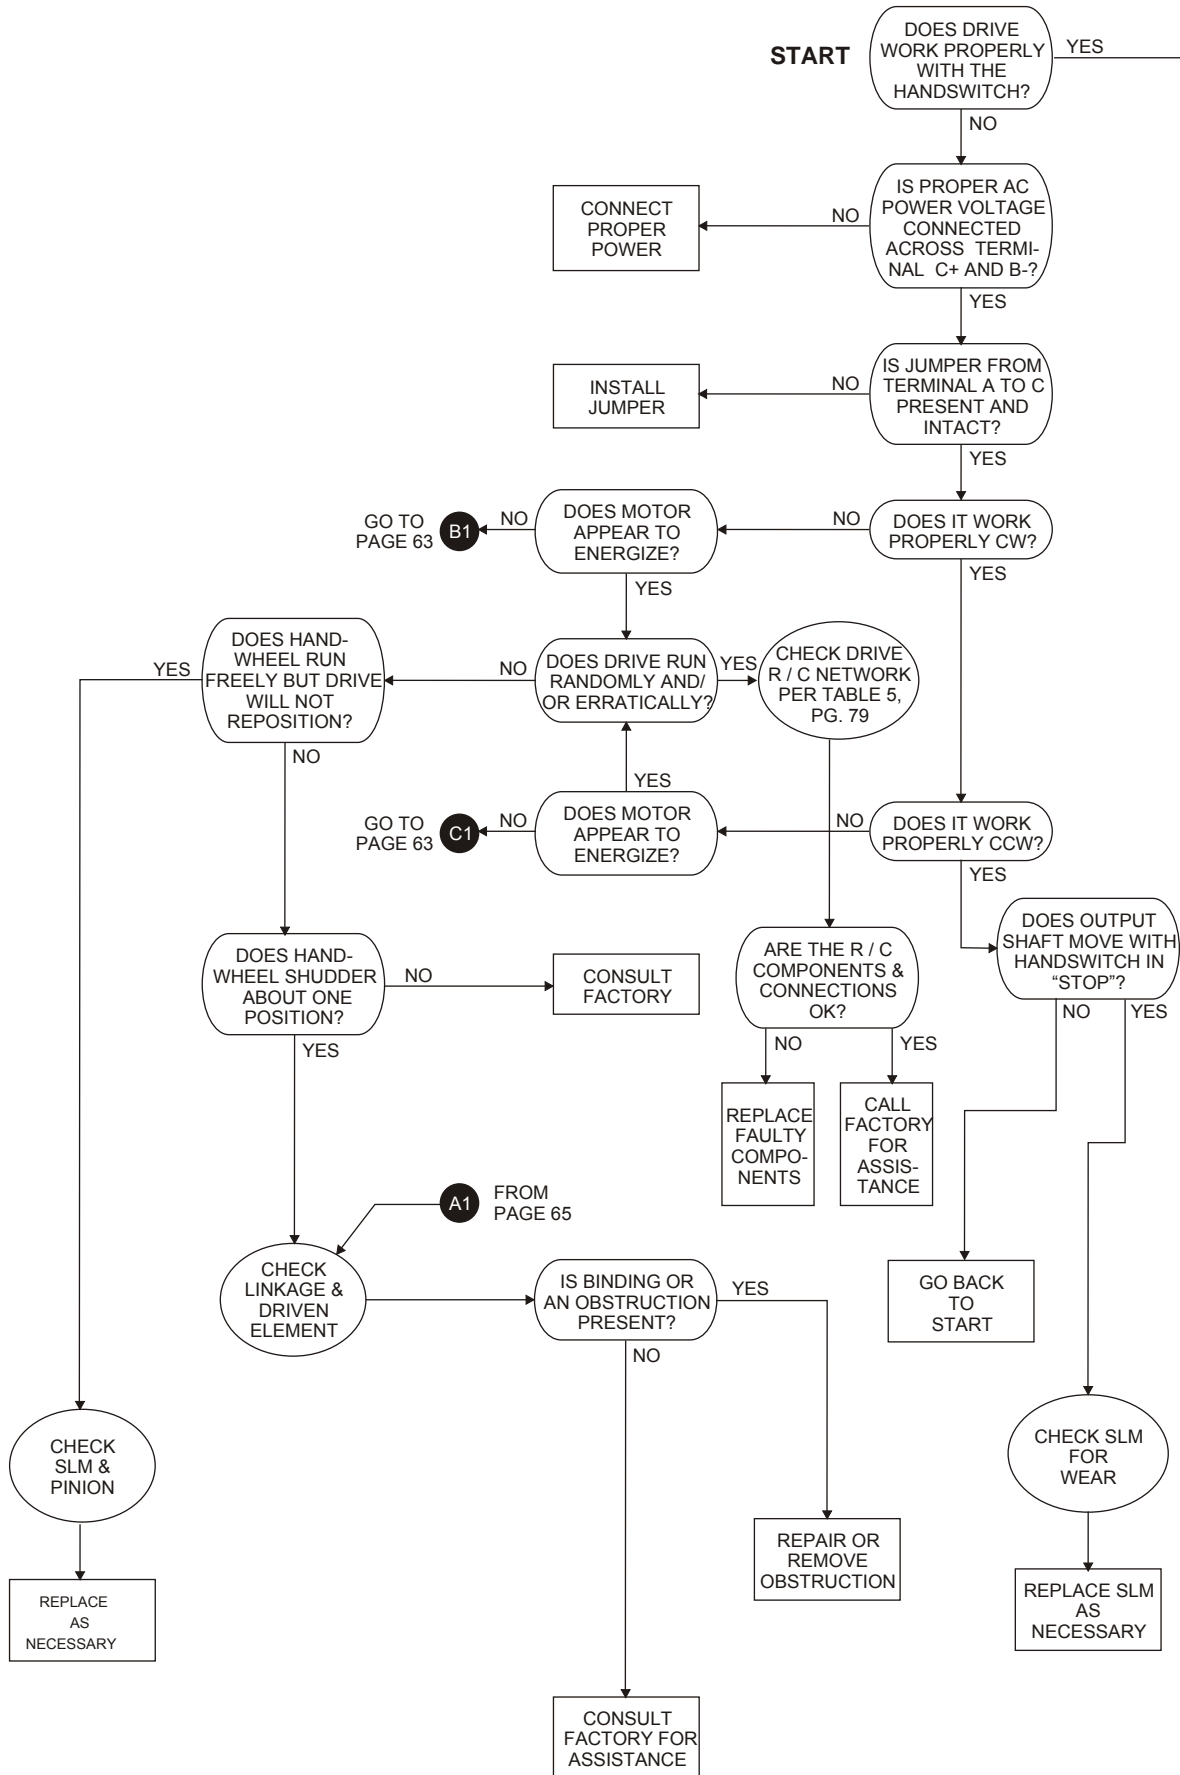 START
DOES DRIVE
WORK PROPERLY
WITH THE
HANDSWITCH?
YES
NO
IS PROPER AC
POWER VOLTAGE
CONNECTED
ACROSS TERMI-
NAL C+ AND B-?
NO
CONNECT
PROPER
POWER
YES
IS JUMPER FROM
TERMINAL A TO C
PRESENT AND
INTACT?
NO
INSTALL
JUMPER
YES
DOES IT WORK
PROPERLY CW?
NO
DOES MOTOR
APPEAR TO
ENERGIZE?
NO
B1
GO TO
PAGE 63
YES
YES
DOES HAND-
WHEEL RUN
FREELY BUT DRIVE
WILL NOT
REPOSITION?
YES
NO
DOES DRIVE RUN
RANDOMLY AND/
OR ERRATICALLY?
YES
CHECK DRIVE
R / C NETWORK
PER TABLE 5,
PG. 79
NO
YES
GO TO
PAGE 63
C1
NO
DOES MOTOR
APPEAR TO
ENERGIZE?
NO
DOES IT WORK
PROPERLY CCW?
YES
DOES HAND-
WHEEL SHUDDER
ABOUT ONE
POSITION?
NO
CONSULT
FACTORY
YES
ARE THE R / C
COMPONENTS &
CONNECTIONS
OK?
NO
YES
REPLACE
FAULTY
COMPO-
NENTS
CALL
FACTORY
FOR
ASSIS-
TANCE
DOES OUTPUT
SHAFT MOVE WITH
HANDSWITCH IN
“STOP”?
NO
YES
A1
FROM
PAGE 65
CHECK
LINKAGE &
DRIVEN
ELEMENT
IS BINDING OR
AN OBSTRUCTION
PRESENT?
YES
NO
GO BACK
TO
START
CHECK
SLM &
PINION
CHECK SLM
FOR
WEAR
REPAIR OR
REMOVE
OBSTRUCTION
REPLACE
AS
NECESSARY
REPLACE SLM
AS
NECESSARY
CONSULT
FACTORY FOR
ASSISTANCE